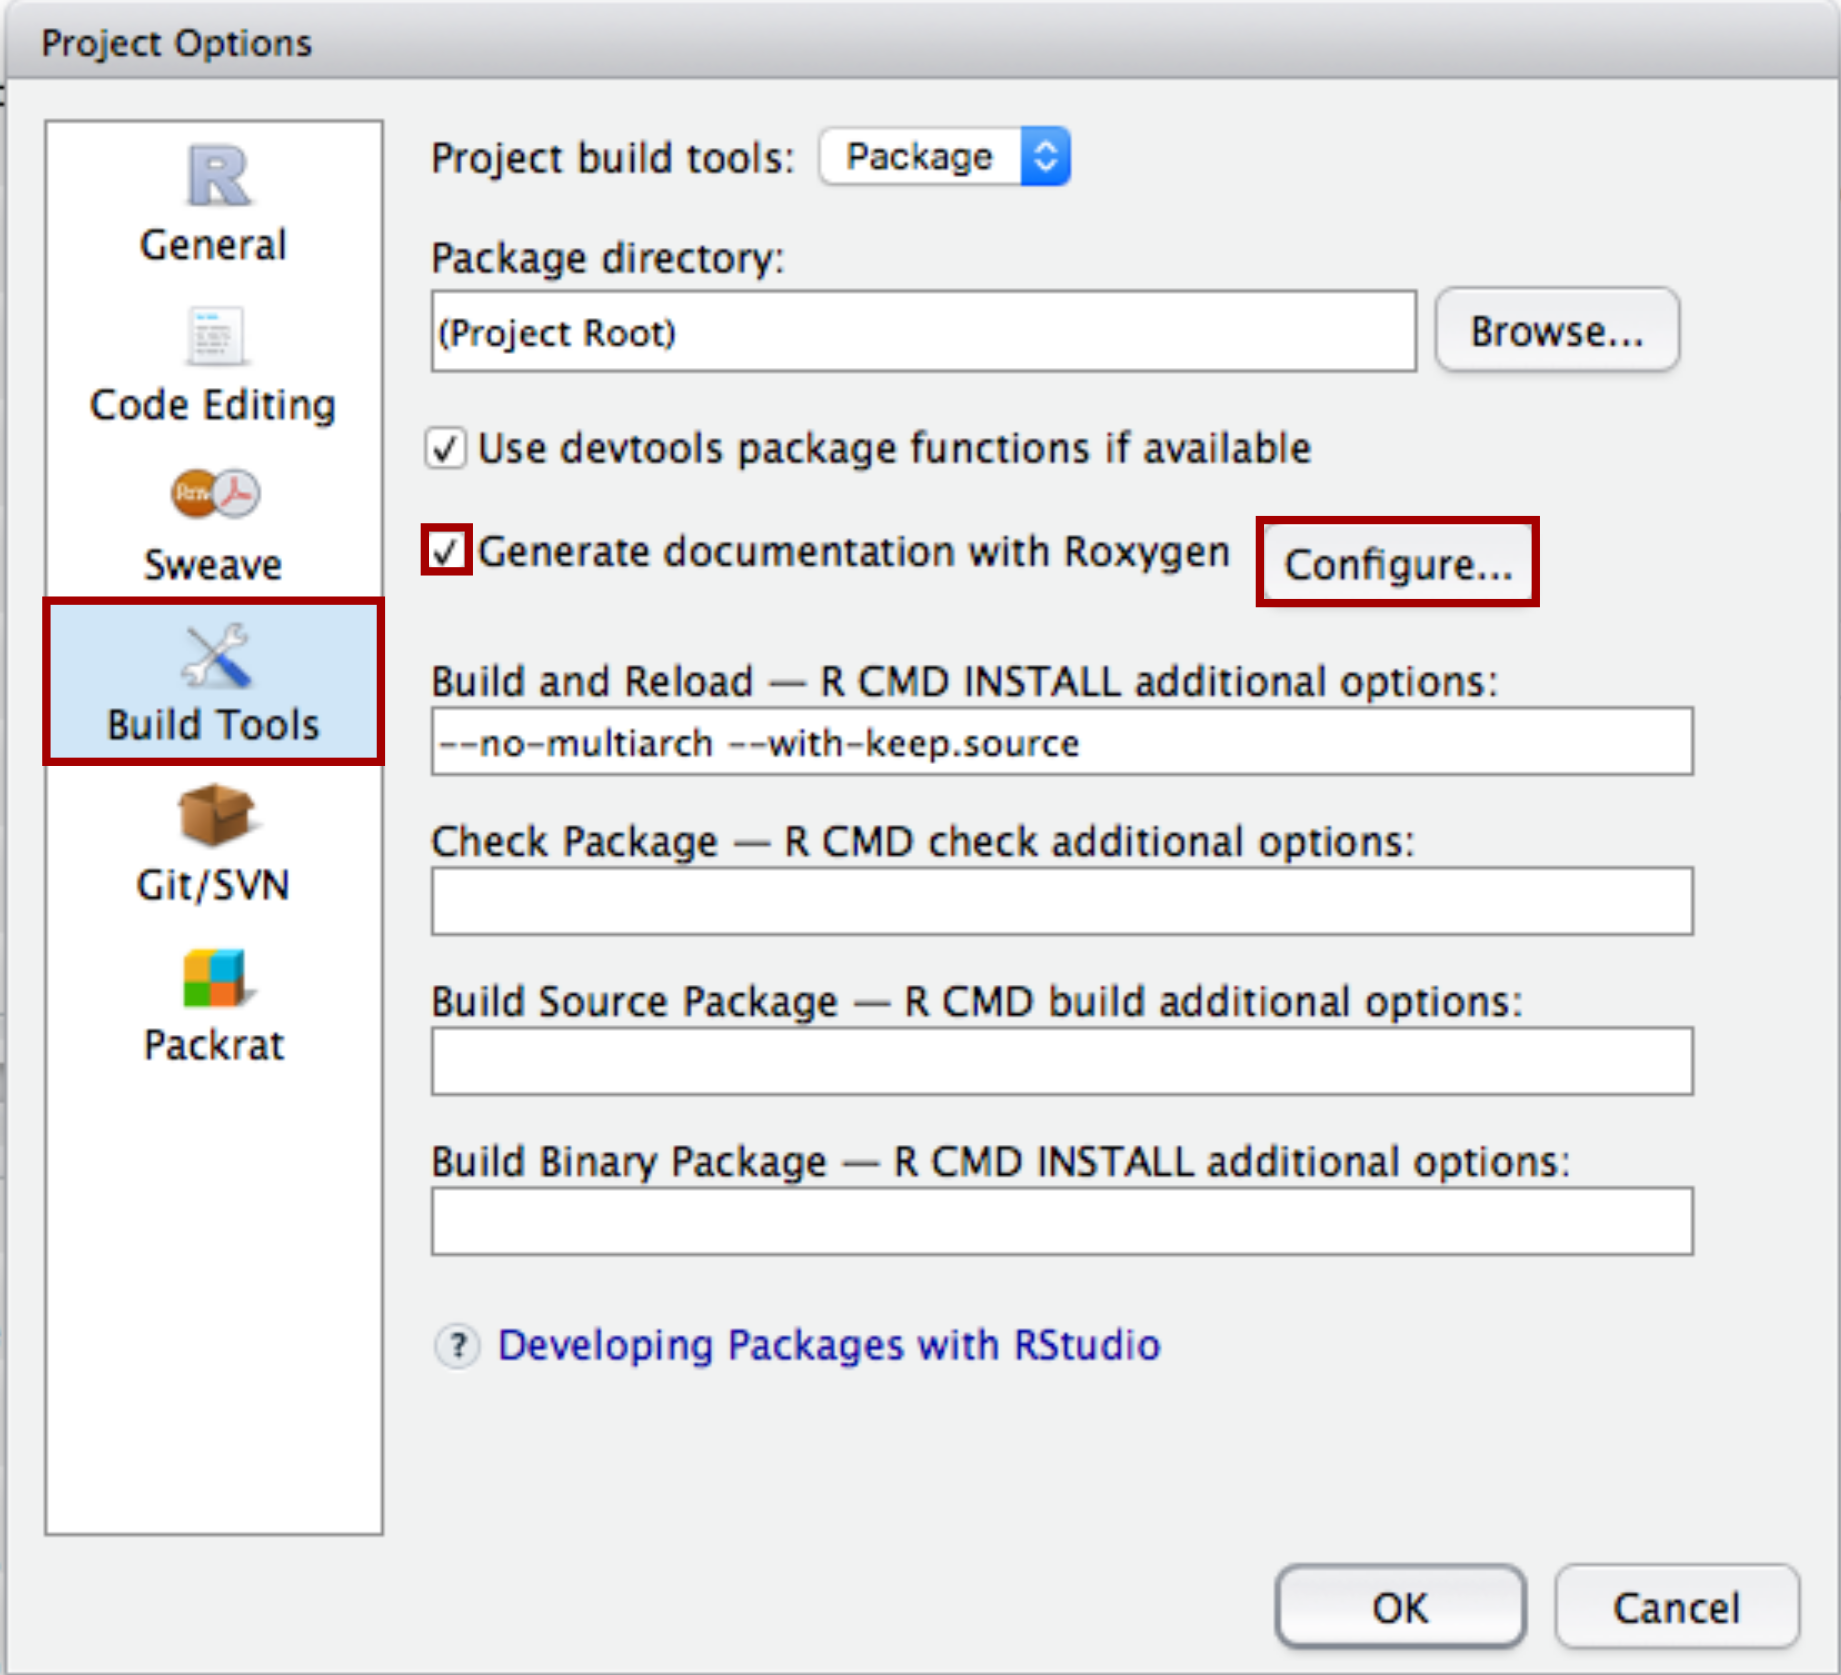 Project Options
General
Code Editing
Sweave
Build Tools
Git/SVN
Packrat
Project build tools: Package
Package directory:
(Project Root)
Browse...
Use devtools package functions if available
Generate documentation with Roxygen
Configure...
Build and Reload — R CMD INSTALL additional options:
--no-multiarch --with-keep.source
Check Package — R CMD check additional options:
Build Source Package — R CMD build additional options:
Build Binary Package — R CMD INSTALL additional options:
? Developing Packages with RStudio
OK
Cancel